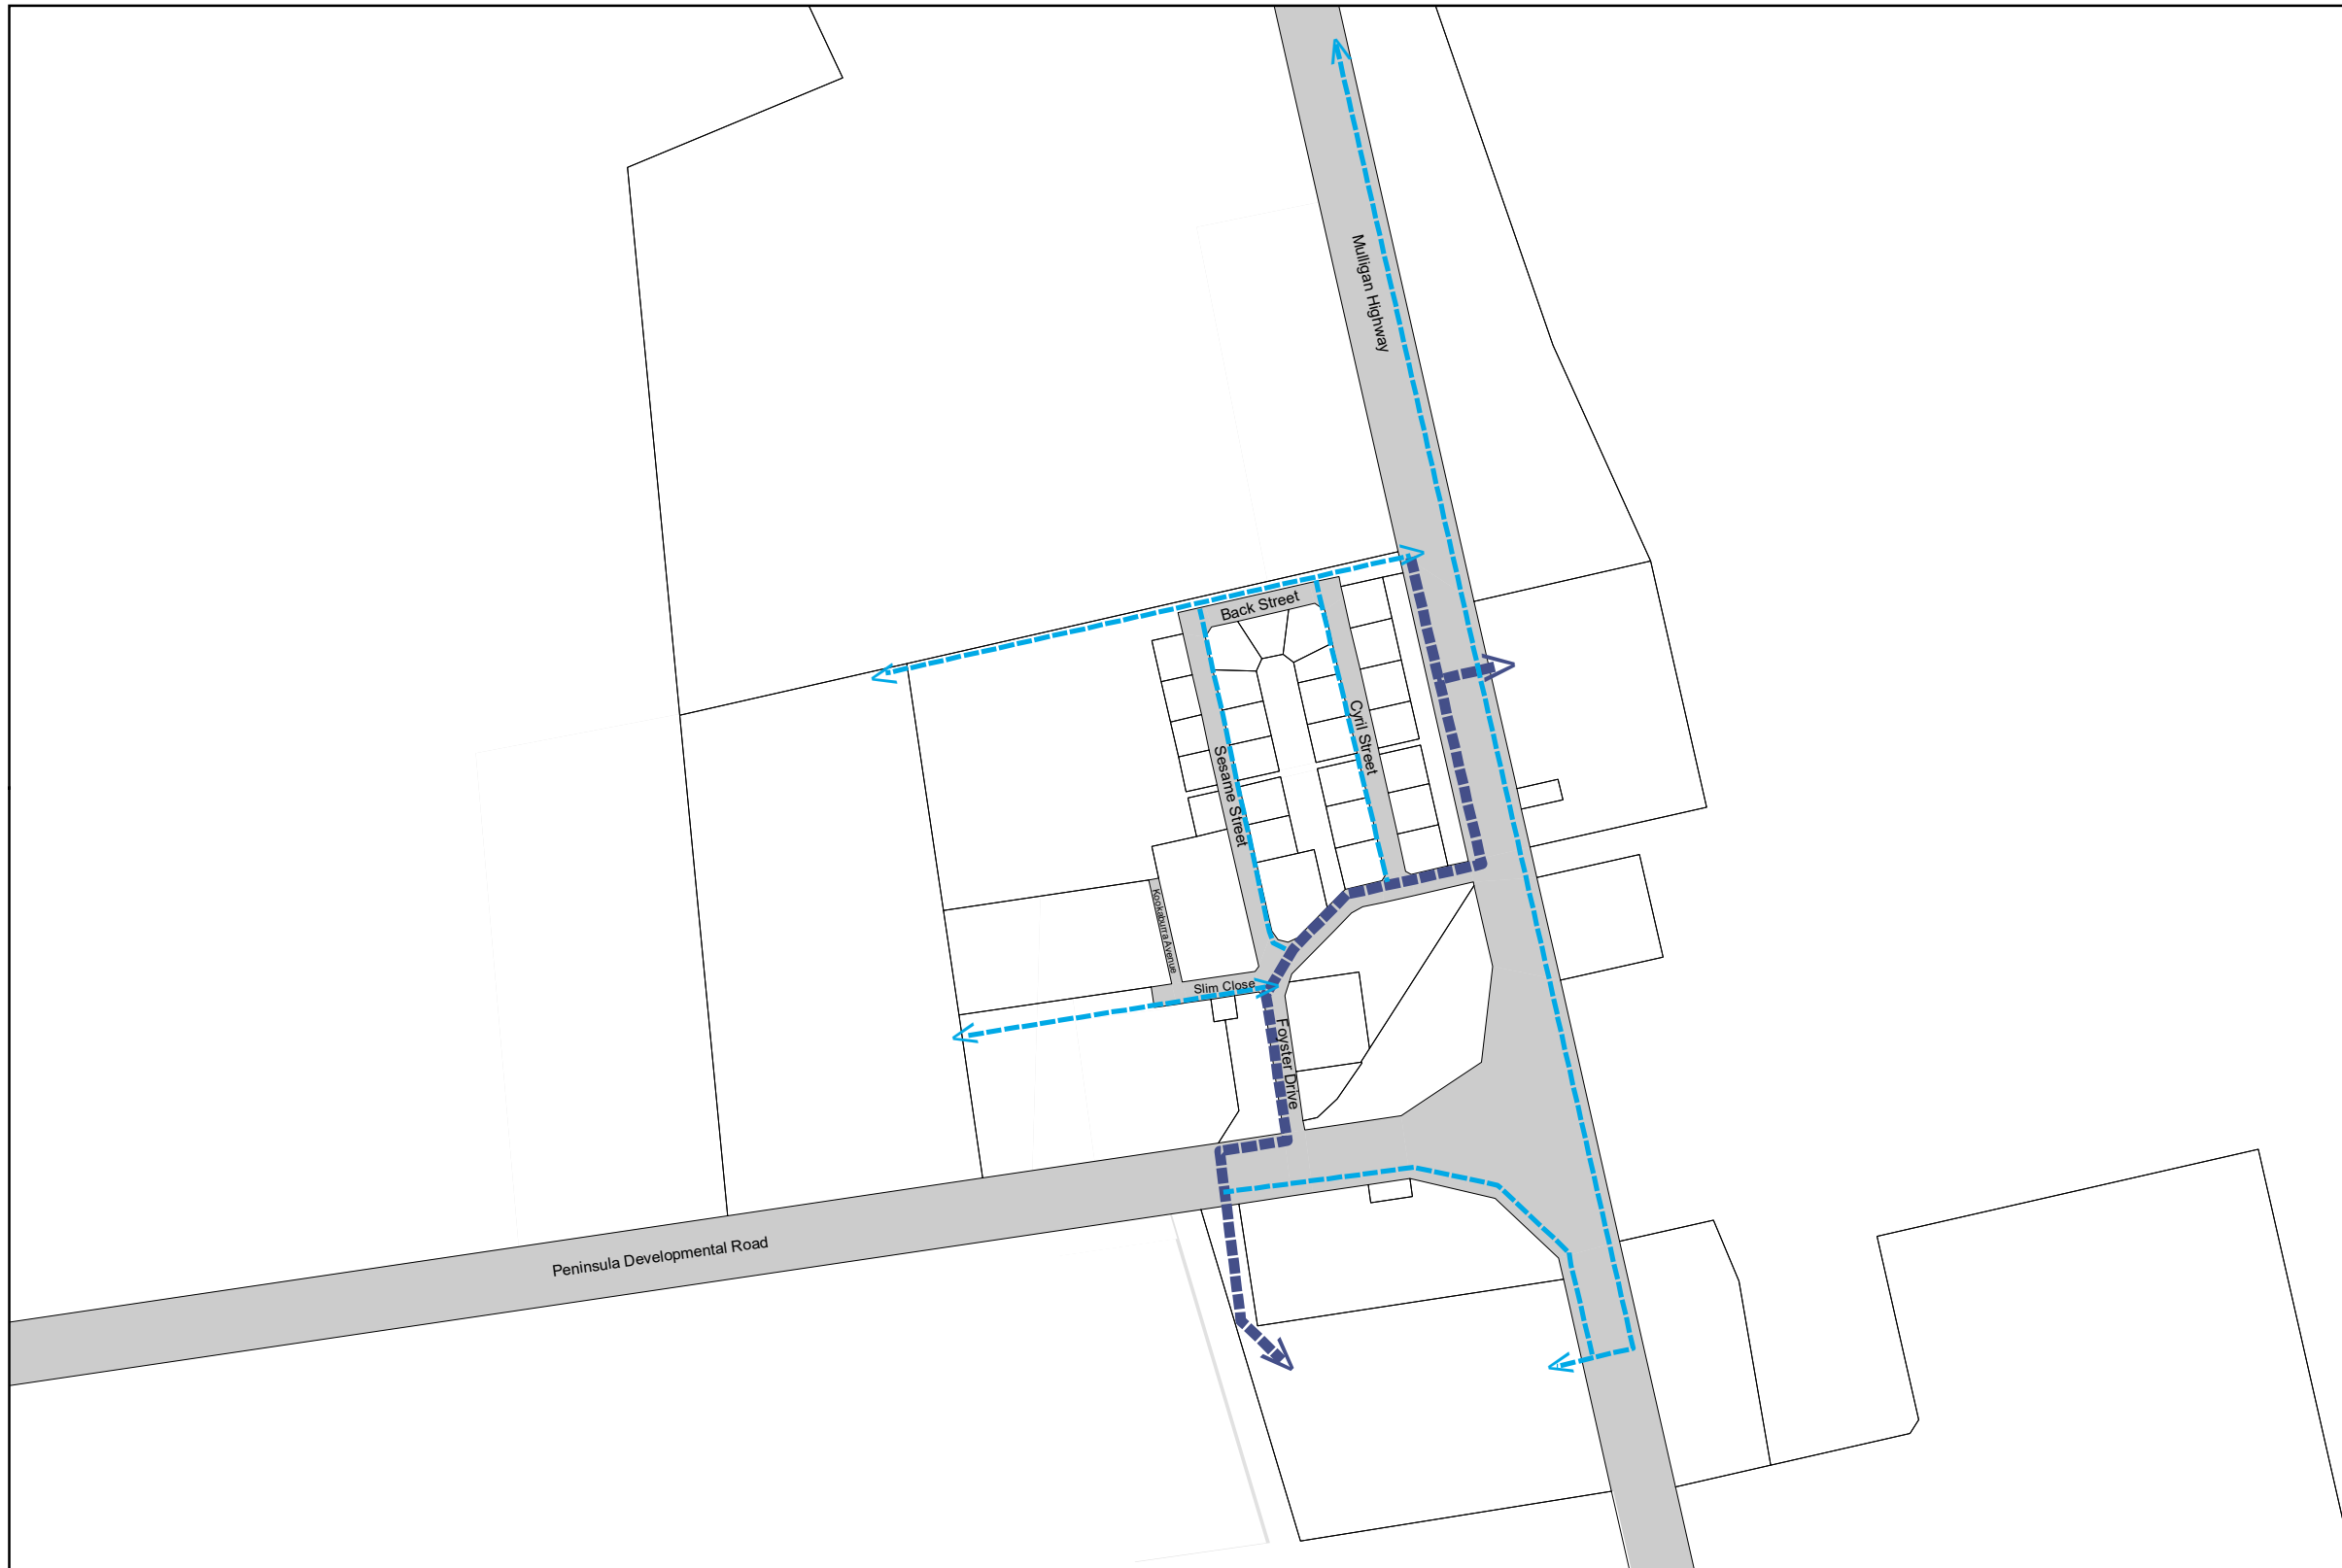 Mulligan Highway
Back Street
Cyril Street
Sesame Street
Kookaburra Avenue
Slim Close
Foyster Drive
Peninsula Developmental Road